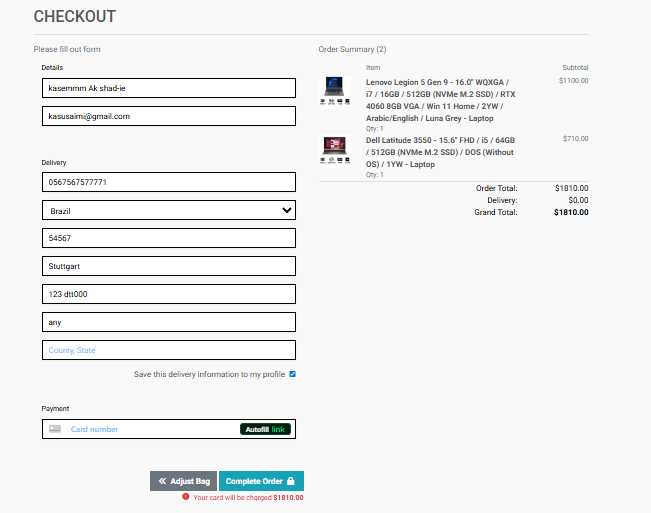 CHECKOUT
Please fill out form
Details
kasemmm Ak shad-ie
kasusaimi@gmail.com
Delivery
0567567577771
Brazil
54567
Stuttgart
123 dtt000
any
County, State
Save this delivery information to my profile
Payment
Card number
Autofill link
Adjust Bag
Complete Order
Your card will be charged $1810.00
Order Summary (2)
Item Subtotal
Lenovo Legion 5 Gen 9 - 16.0" WQXGA / $1100.00
i7 / 16GB / 512GB (NVMe M.2 SSD) / RTX
4060 8GB VGA / Win 11 Home / 2YW /
Arabic/English / Luna Grey - Laptop
Qty: 1
Dell Latitude 3550 - 15.6" FHD / i5 / 64GB $710.00
/ 512GB (NVMe M.2 SSD) / DOS (Without
OS) / 1YW - Laptop
Qty: 1
Order Total: $1810.00
Delivery: $0.00
Grand Total: $1810.00